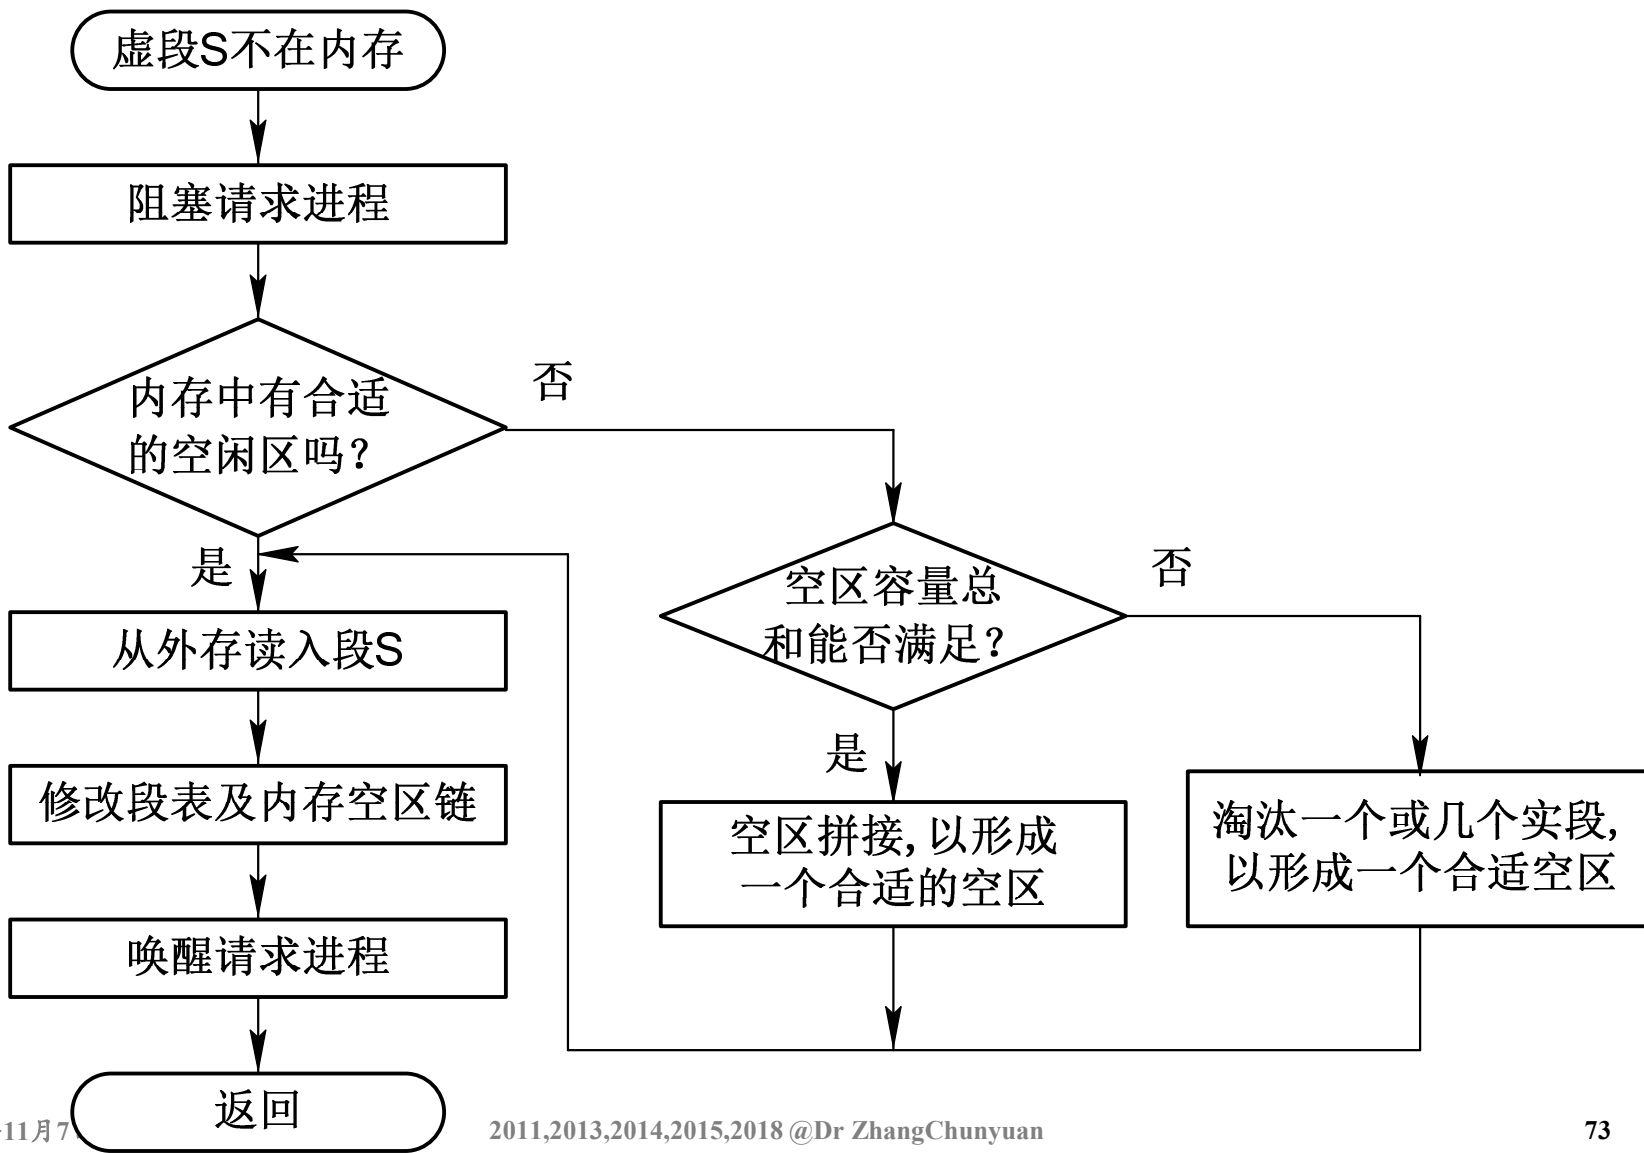 虚段S不在内存
阻塞请求进程
内存中有合适
的空闲区吗?
否
是
从外存读入段S
修改段表及内存空区链
唤醒请求进程
返回
空区容量总
和能否满足?
否
是
空区拼接,以形成
一个合适的空区
淘汰一个或几个实段,
以形成一个合适空区
11月7
2011,2013,2014,2015,2018 @Dr ZhangChunyuan
73